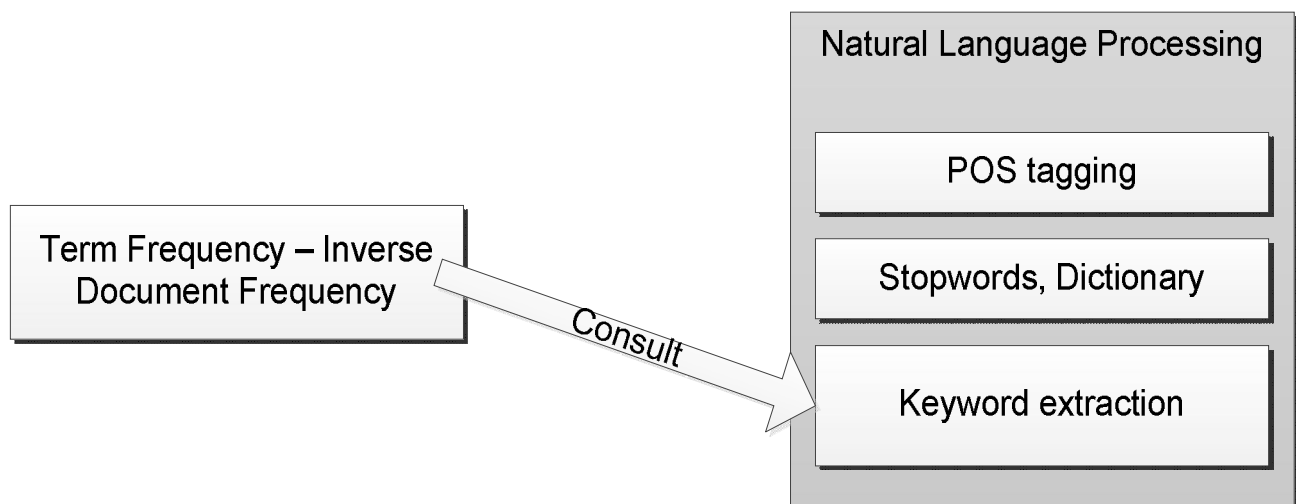 Natural Language Processing
POS tagging
Term Frequency – Inverse
Document Frequency
Stopwords, Dictionary
Consult
Keyword extraction